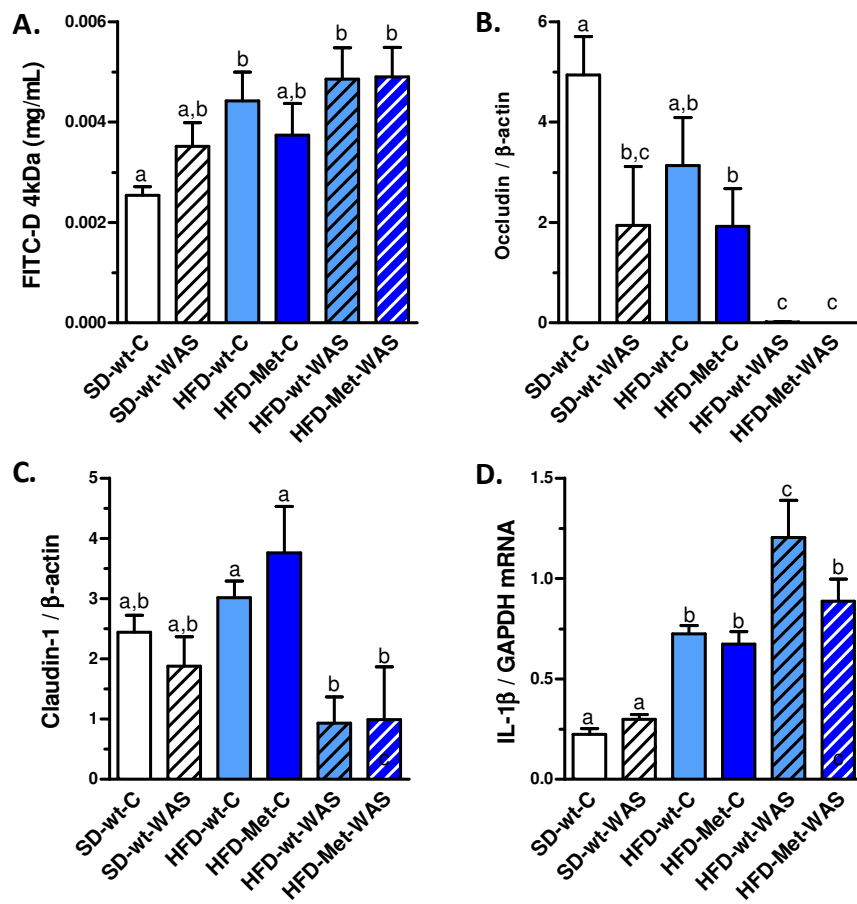 A.
FITC-D 4kDa (mg/mL)
0.006
0.004
0.002
0.000
a
a,b
b
a,b
b
b
SD-wt-C
SD-wt-WAS
HFD-wt-C
HFD-Met-C
HFD-wt-WAS
HFD-Met-WAS
B.
Occludin / β-actin
6
4
2
0
a
b,c
a,b
b
c
c
SD-wt-C
SD-wt-WAS
HFD-wt-C
HFD-Met-C
HFD-wt-WAS
HFD-Met-WAS
C.
Claudin-1 / β-actin
5
4
3
2
1
0
a,b
a,b
a
a
b
b
c
SD-wt-C
SD-wt-WAS
HFD-wt-C
HFD-Met-C
HFD-wt-WAS
HFD-Met-WAS
D.
IL-1β / GAPDH mRNA
1.5
1.0
0.5
0.0
a
a
b
b
c
b
c
SD-wt-C
SD-wt-WAS
HFD-wt-C
HFD-Met-C
HFD-wt-WAS
HFD-Met-WAS